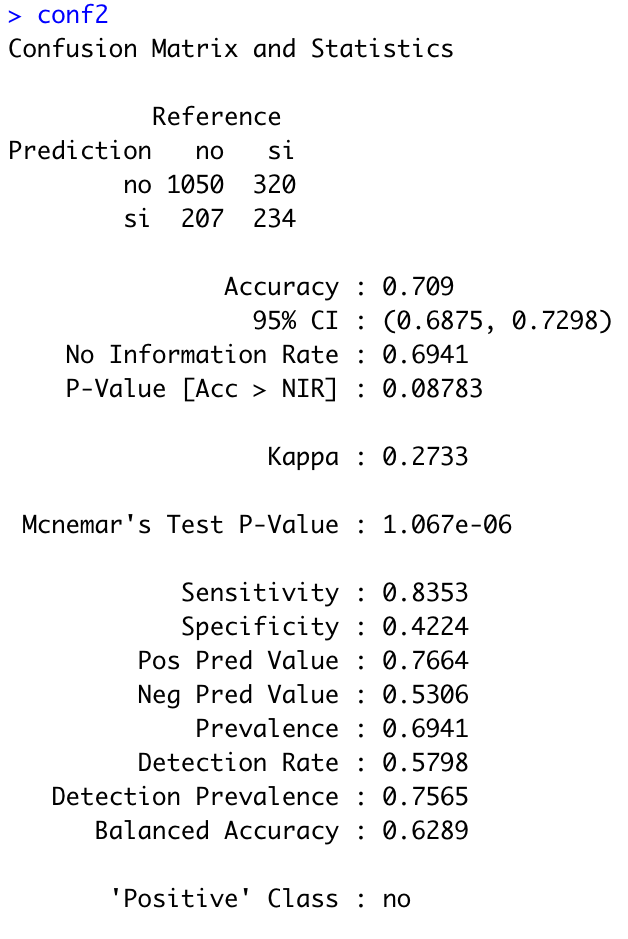 > conf2
Confusion Matrix and Statistics
Reference
Prediction no si
no 1050 320
si 207 234
Accuracy : 0.709
95% CI : (0.6875, 0.7298)
No Information Rate : 0.6941
P-Value [Acc > NIR] : 0.08783
Kappa : 0.2733
Mcnemar's Test P-Value : 1.067e-06
Sensitivity : 0.8353
Specificity : 0.4224
Pos Pred Value : 0.7664
Neg Pred Value : 0.5306
Prevalence : 0.6941
Detection Rate : 0.5798
Detection Prevalence : 0.7565
Balanced Accuracy : 0.6289
'Positive' Class : no